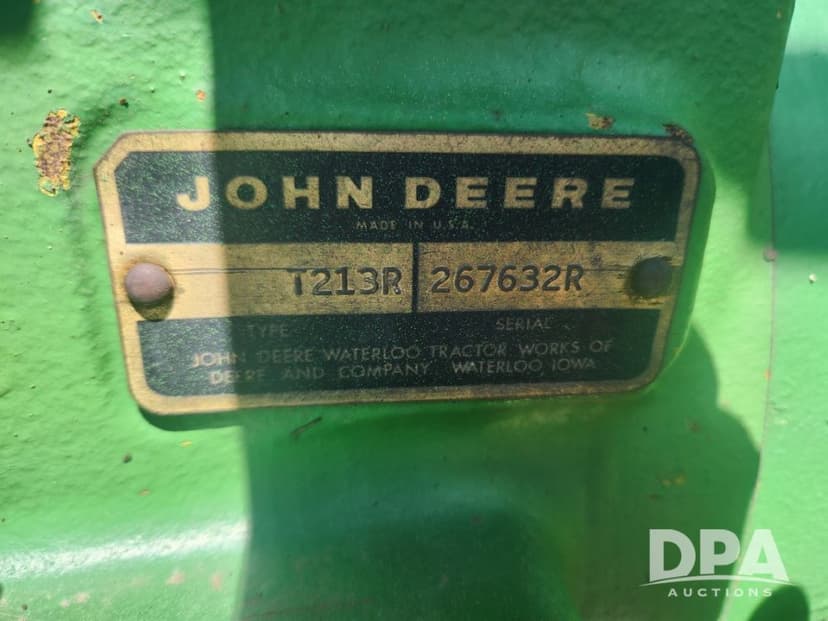 JOHN DEERE
MADE IN U.S.A.
T213R 267632R
TYPE SERIAL
JOHN DEERE WATERLOO TRACTOR WORKS OF
DEERE AND COMPANY WATERLOO, IOWA
DPA
AUCTIONS